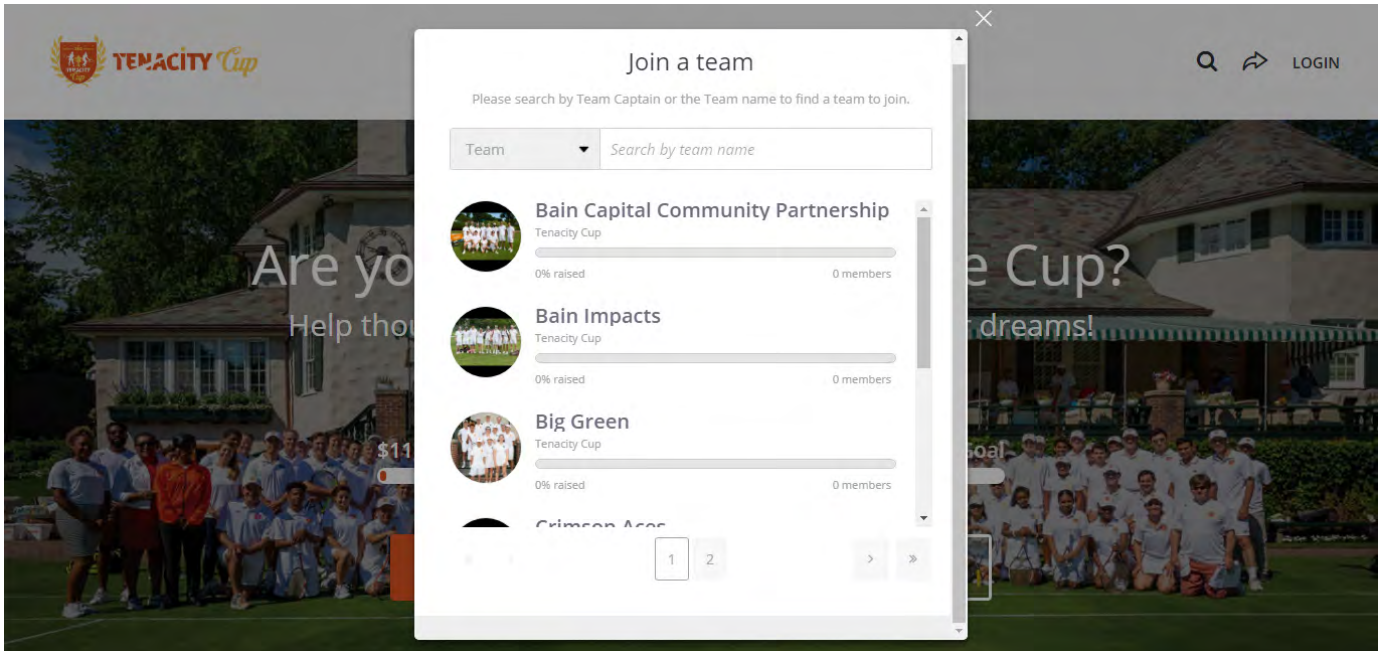 TENACITY Cup
LOGIN
Join a team
Please search by Team Captain or the Team name to find a team to join.
Team
Search by team name
Bain Capital Community Partnership
Tenacity Cup
0% raised
0 members
Bain Impacts
Tenacity Cup
0% raised
0 members
Big Green
Tenacity Cup
0% raised
0 members
Crimson Aces
1
2
Are yo
e Cup?
Help thou
dreams!
$11